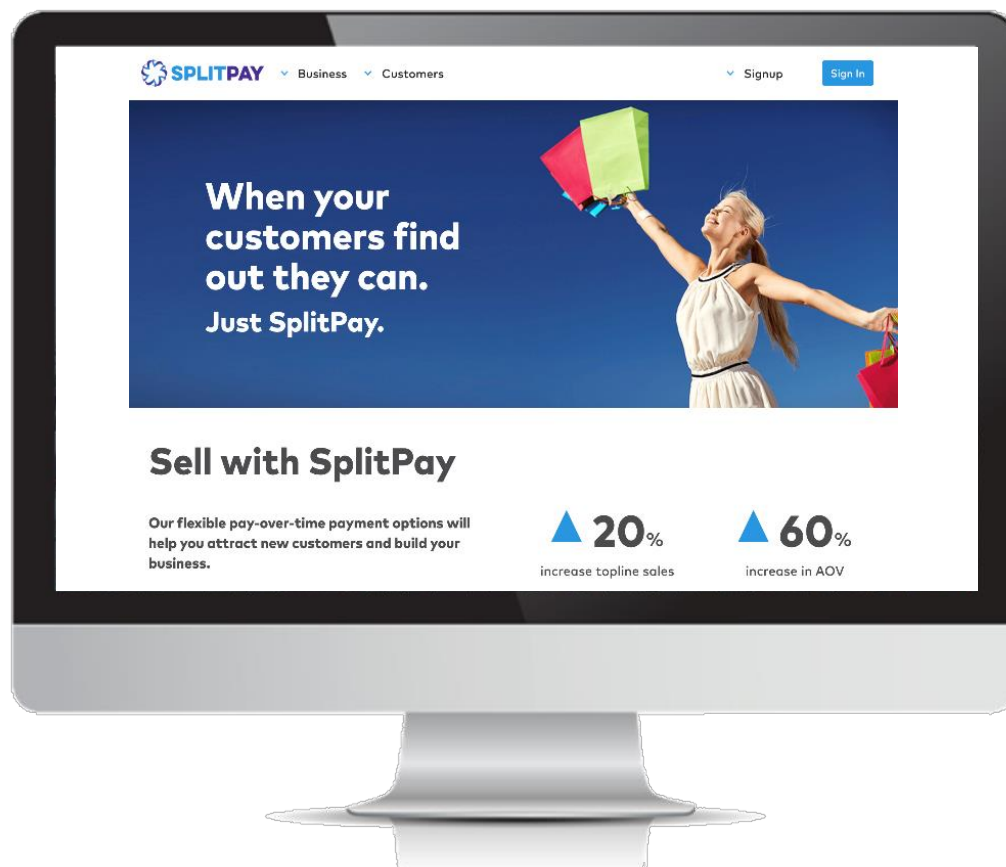 SPLITPAY Business Customers Signup Sign In
When your
customers find
out they can.
Just SplitPay.
Sell with SplitPay
Our flexible pay-over-time payment options will
help you attract new customers and build your
business.
20% 60%
increase topline sales increase in AOV